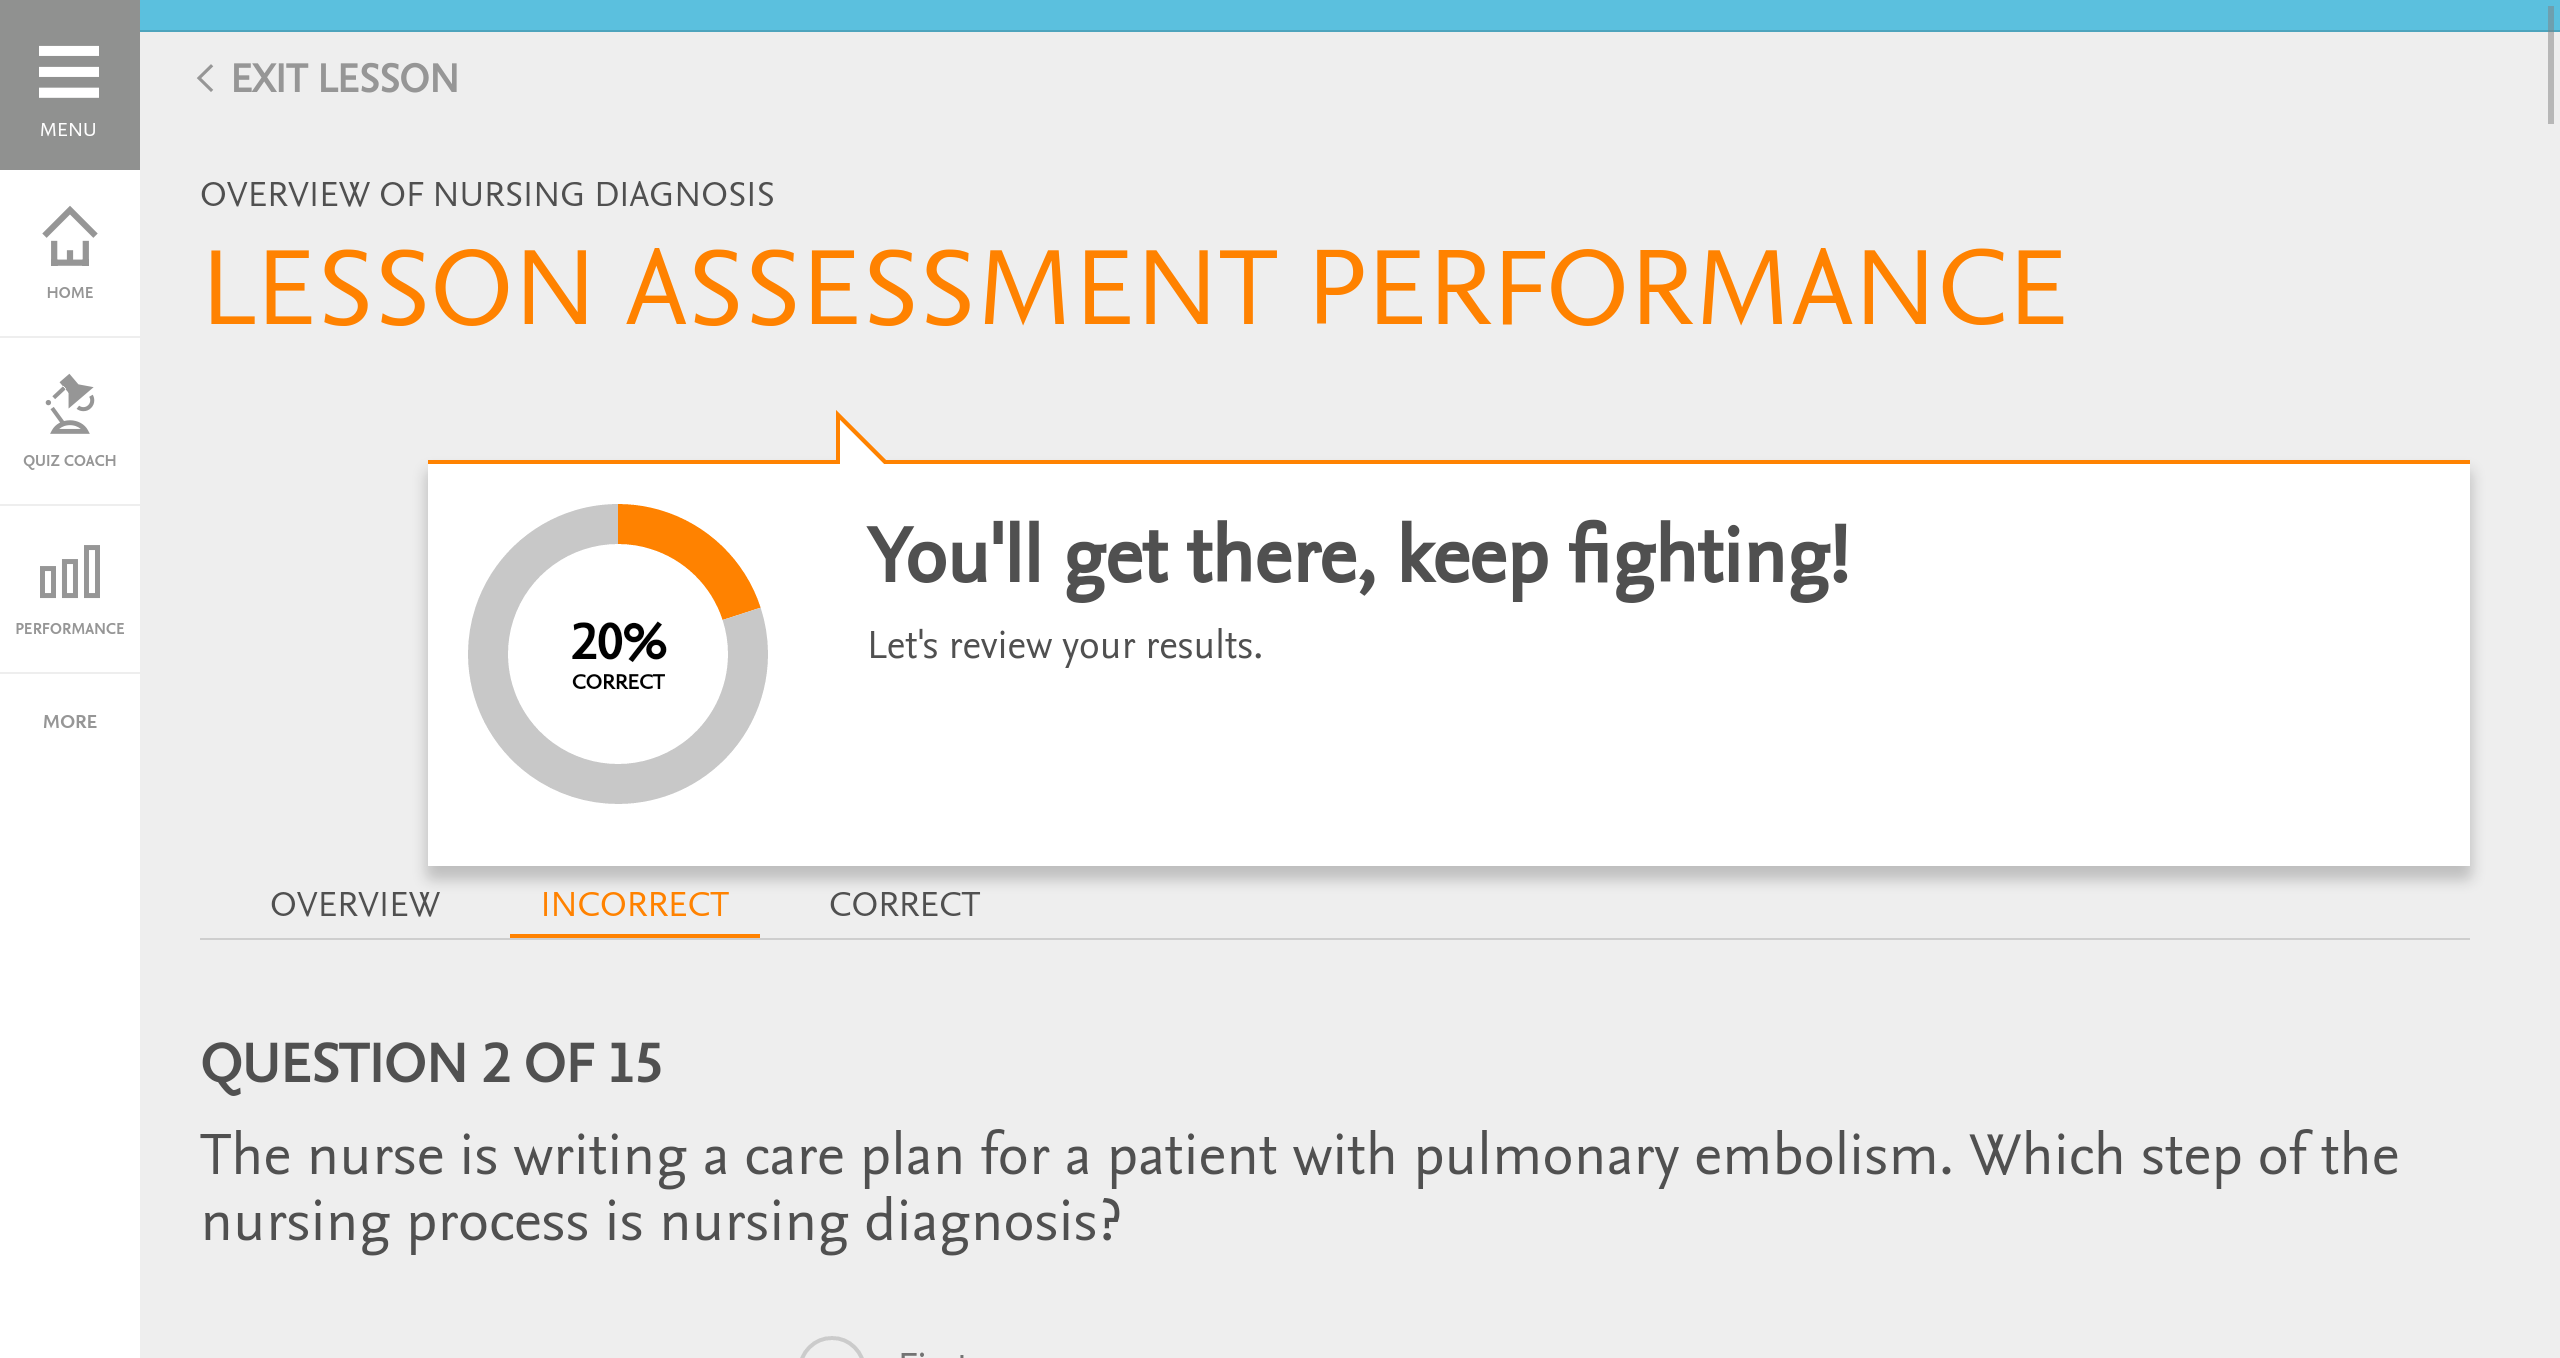 MENU
HOME
QUIZ COACH
PERFORMANCE
MORE
EXIT LESSON
OVERVIEW OF NURSING DIAGNOSIS
LESSON ASSESSMENT PERFORMANCE
20%
CORRECT
You'll get there, keep fighting!
Let's review your results.
OVERVIEW INCORRECT CORRECT
QUESTION 2 OF 15
The nurse is writing a care plan for a patient with pulmonary embolism. Which step of the
nursing process is nursing diagnosis?